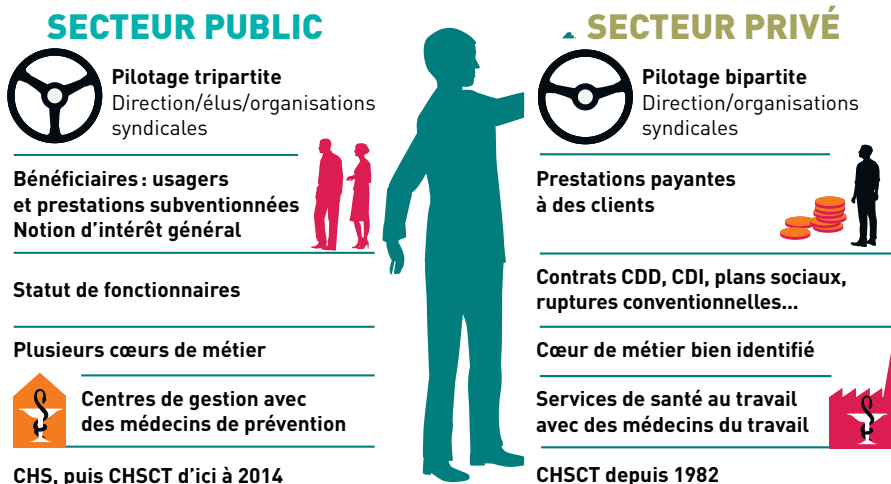 SECTEUR PUBLIC
Pilotage tripartite
Direction/élus/organisations
syndicales
Bénéficiaires : usagers
et prestations subventionnées
Notion d'intérêt général
Statut de fonctionnaires
Plusieurs cœurs de métier
Centres de gestion avec
des médecins de prévention
CHS, puis CHSCT d'ici à 2014
SECTEUR PRIVÉ
Pilotage bipartite
Direction/organisations
syndicales
Prestations payantes
à des clients
Contrats CDD, CDI, plans sociaux,
ruptures conventionnelles...
Cœur de métier bien identifié
Services de santé au travail
avec des médecins du travail
CHSCT depuis 1982